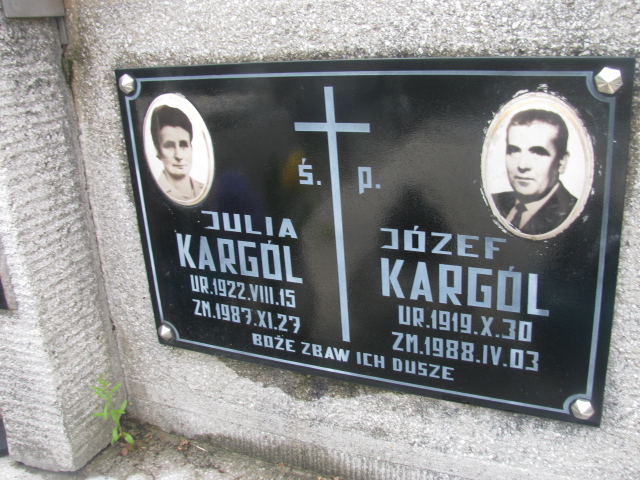 ś. p.
JULIA
KARGÓL
UR.1922.VIII.15
ZM.1987.XI.27
JÓZEF
KARGÓL
UR.1919.X.30
ZM.1988.IV.03
BOŻE ZBAW ICH DUSZE